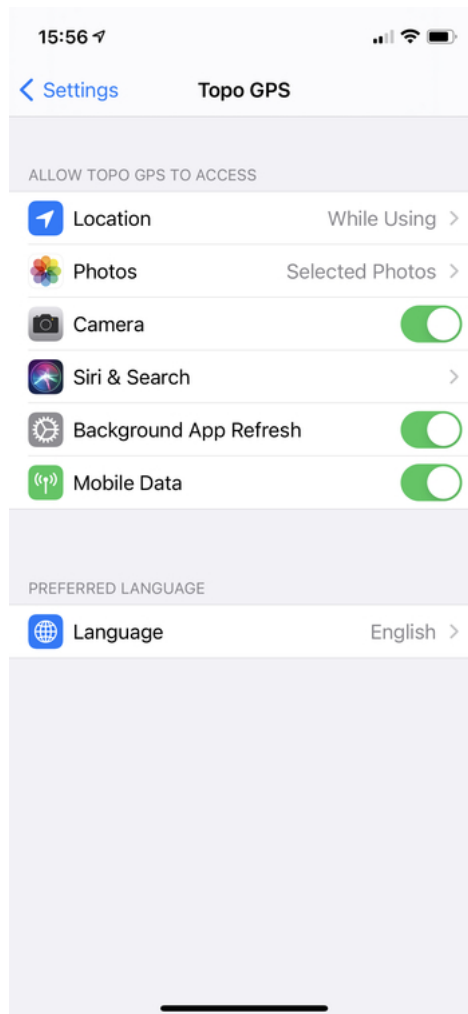 15:56
Settings Topo GPS
ALLOW TOPO GPS TO ACCESS
Location While Using
Photos Selected Photos
Camera
Siri & Search
Background App Refresh
Mobile Data
PREFERRED LANGUAGE
Language English